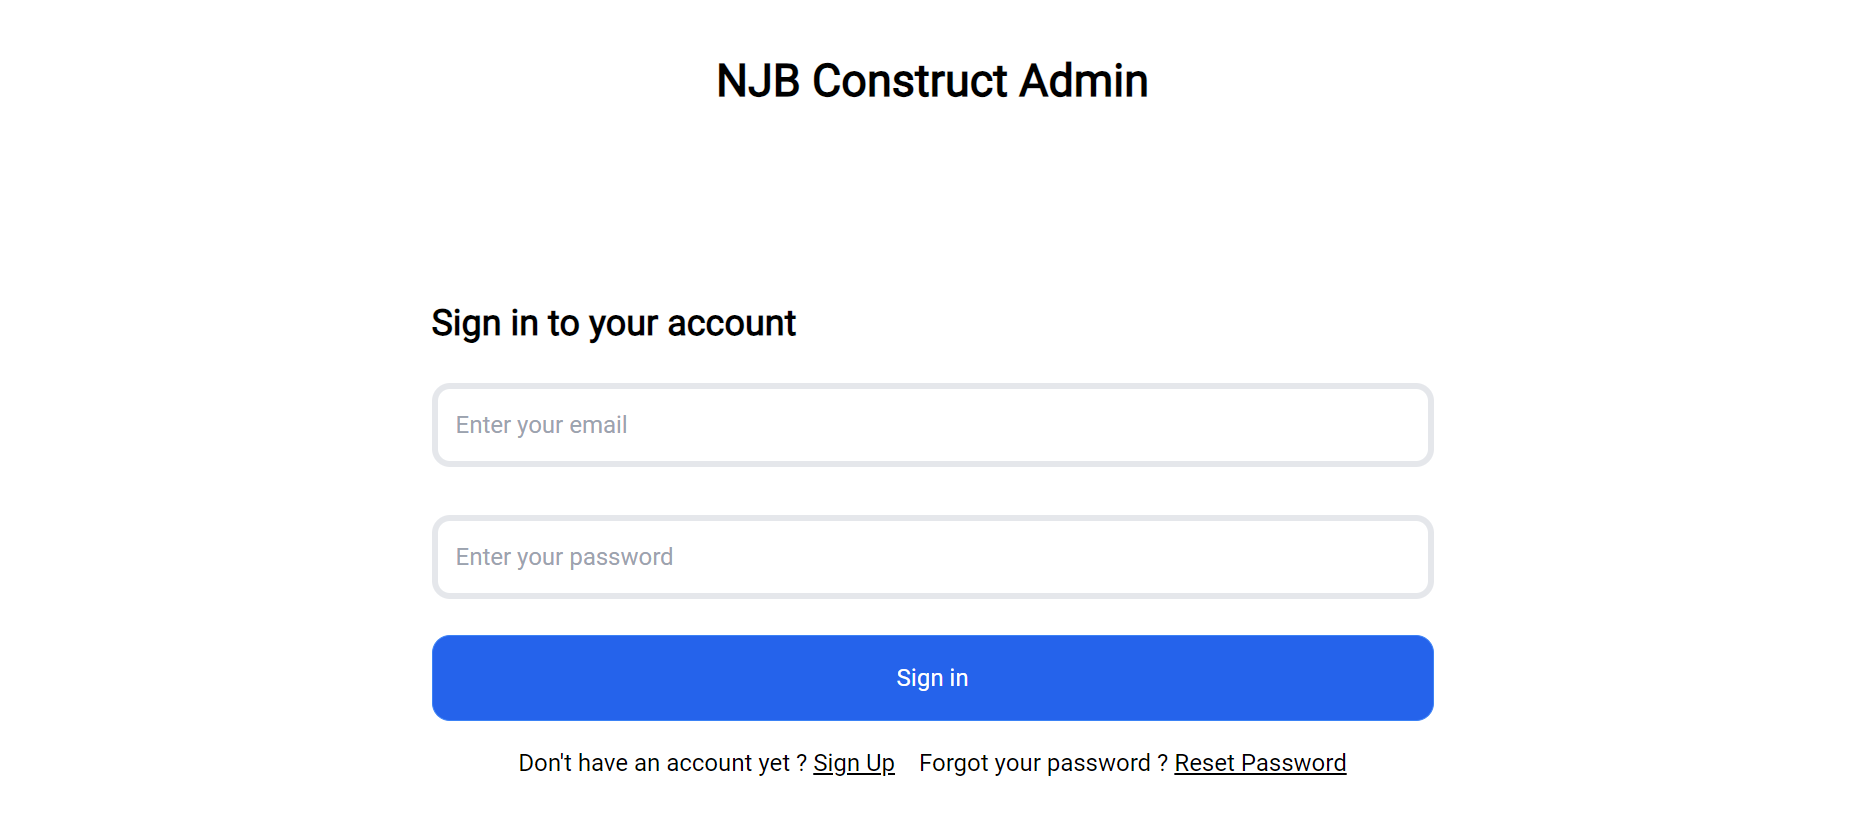 NJB Construct Admin
Sign in to your account
Enter your email
Enter your password
Sign in
Don't have an account yet ? Sign Up Forgot your password ? Reset Password